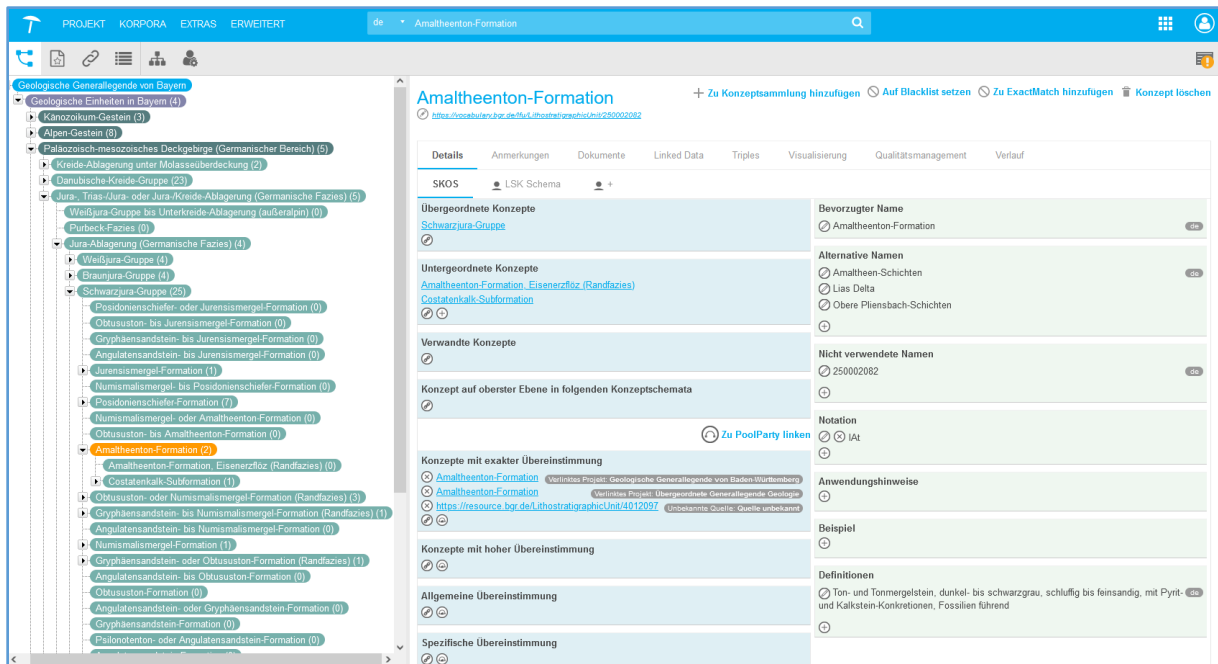 PROJEKT KORPORA EXTRAS ERWEITERT de Amaltheenton-Formation
Geologische Generallegende von Bayern
Geologische Einheiten in Bayern (4)
Känozoikum-Gestein (3)
Alpen-Gestein (8)
Paläozoisch-mesozoisches Deckgebirge (Germanischer Bereich) (5)
Kreide-Ablagerung unter Molasseüberdeckung (2)
Danubische-Kreide-Gruppe (23)
Jura-, Trias-/Jura- oder Jura-/Kreide-Ablagerung (Germanische Fazies) (5)
Weißjura-Gruppe bis Unterkreide-Ablagerung (außeralpin) (0)
Purbeck-Fazies (0)
Jura-Ablagerung (Germanische Fazies) (4)
Weißjura-Gruppe (4)
Braunjura-Gruppe (4)
Schwarzjura-Gruppe (25)
Posidonienschiefer- oder Jurensismergel-Formation (0)
Obtususton- bis Jurensismergel-Formation (0)
Gryphäensandstein- bis Jurensismergel-Formation (0)
Angulatensandstein- bis Jurensismergel-Formation (0)
Jurensismergel-Formation (1)
Numismalismergel- bis Posidonienschiefer-Formation (0)
Posidonienschiefer-Formation (7)
Numismalismergel- oder Amaltheenton-Formation (0)
Obtususton- bis Amaltheenton-Formation (0)
Amaltheenton-Formation (2)
Amaltheenton-Formation, Eisenerzflöz (Randfazies) (0)
Costatenkalk-Subformation (1)
Obtususton- oder Numismalismergel-Formation (Randfazies) (3)
Gryphäensandstein- bis Numismalismergel-Formation (Randfazies) (1)
Angulatensandstein- bis Numismalismergel-Formation (0)
Numismalismergel-Formation (1)
Gryphäensandstein- oder Obtususton-Formation (Randfazies) (1)
Angulatensandstein- bis Obtususton-Formation (0)
Obtususton-Formation (0)
Angulatensandstein- oder Gryphäensandstein-Formation (0)
Gryphäensandstein-Formation (0)
Psilonotenton- oder Angulatensandstein-Formation (0)
Amaltheenton-Formation
Zu Konzeptsammlung hinzufügen Auf Blacklist setzen Zu ExactMatch hinzufügen Konzept löschen
https://vocabulary.bgr.de/lfu/LithostratigraphicUnit/250002082
Details Anmerkungen Dokumente Linked Data Triples Visualisierung Qualitätsmanagement Verlauf
SKOS LSK Schema +
Übergeordnete Konzepte
Schwarzjura-Gruppe
Untergeordnete Konzepte
Amaltheenton-Formation, Eisenerzflöz (Randfazies)
Costatenkalk-Subformation
Verwandte Konzepte
Konzept auf oberster Ebene in folgenden Konzeptschemata
Zu PoolParty linken
Konzepte mit exakter Übereinstimmung
Amaltheenton-Formation Verlinktes Projekt: Geologische Generallegende von Baden-Württemberg
Amaltheenton-Formation Verlinktes Projekt: Übergeordnete Generallegende Geologie
https://resource.bgr.de/LithostratigraphicUnit/4012097 Unbekannte Quelle: Quelle unbekannt
Konzepte mit hoher Übereinstimmung
Allgemeine Übereinstimmung
Spezifische Übereinstimmung
Bevorzugter Name
Amaltheenton-Formation de
Alternative Namen
Amaltheen-Schichten de
Lias Delta
Obere Pliensbach-Schichten
Nicht verwendete Namen
250002082 de
Notation
lAt
Anwendungshinweise
Beispiel
Definitionen
Ton- und Tonmergelstein, dunkel- bis schwarzgrau, schluffig bis feinsandig, mit Pyrit- de
und Kalkstein-Konkretionen, Fossilien führend